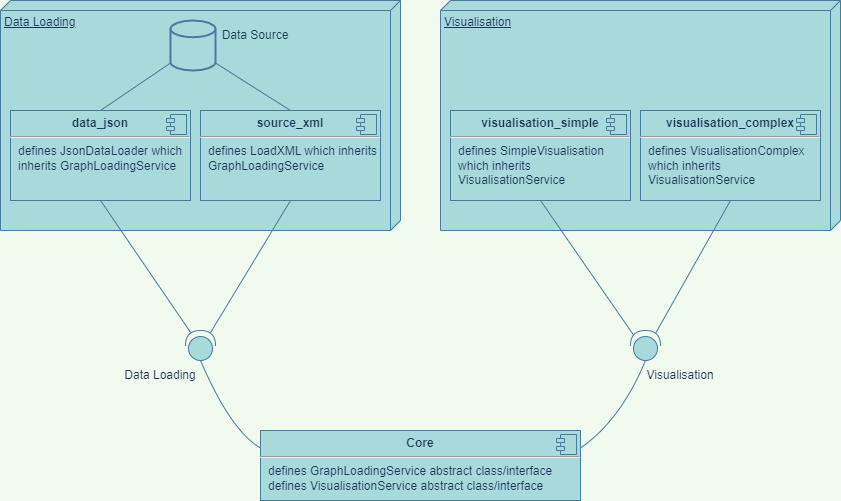 Data Loading
Data Source
data_json
defines JsonDataLoader which
inherits GraphLoadingService
source_xml
defines LoadXML which inherits
GraphLoadingService
Visualisation
visualisation_simple
defines SimpleVisualisation
which inherits
VisualisationService
visualisation_complex
defines VisualisationComplex
which inherits
VisualisationService
Data Loading
Visualisation
Core
defines GraphLoadingService abstract class/interface
defines VisualisationService abstract class/interface